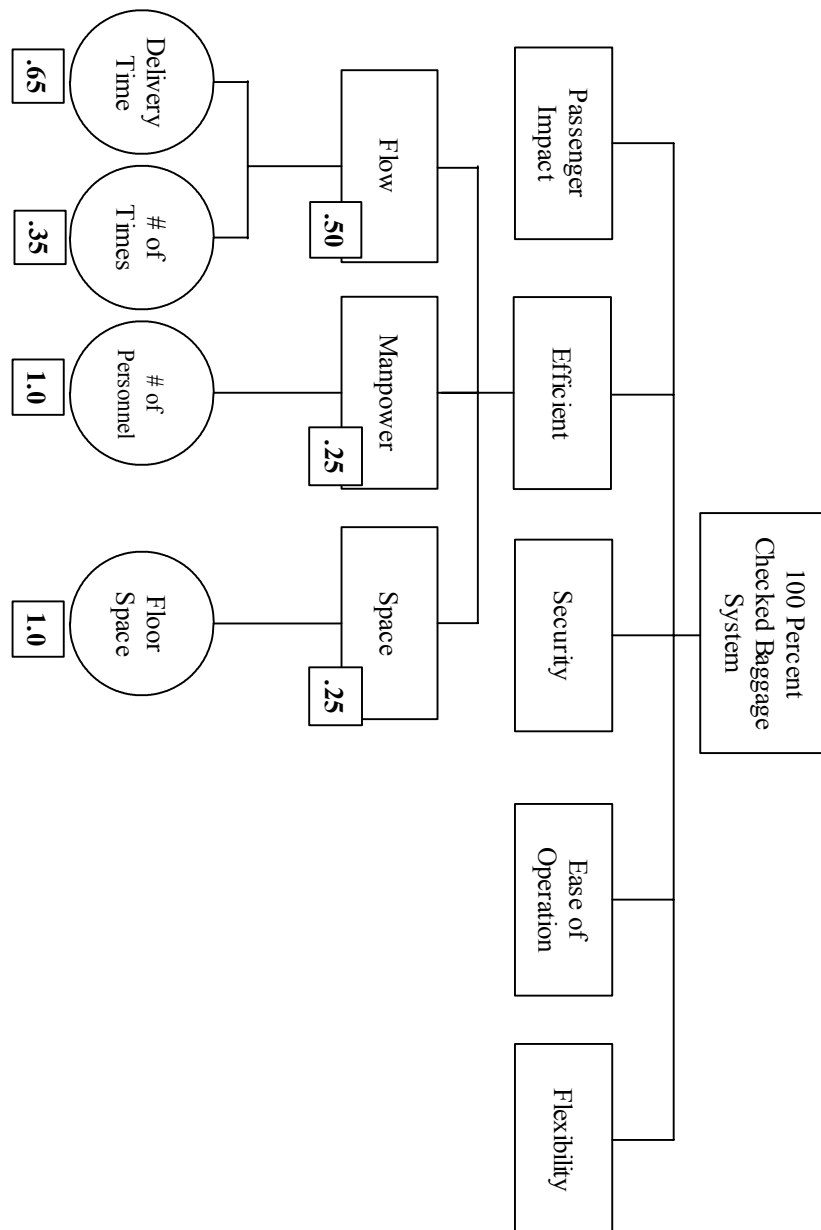 100 Percent
Checked Baggage
System
Passenger
Impact
Efficient
Security
Ease of
Operation
Flexibility
Flow
.50
Manpower
.25
Space
.25
Delivery
Time
.65
# of
Times
.35
# of
Personnel
1.0
Floor
Space
1.0